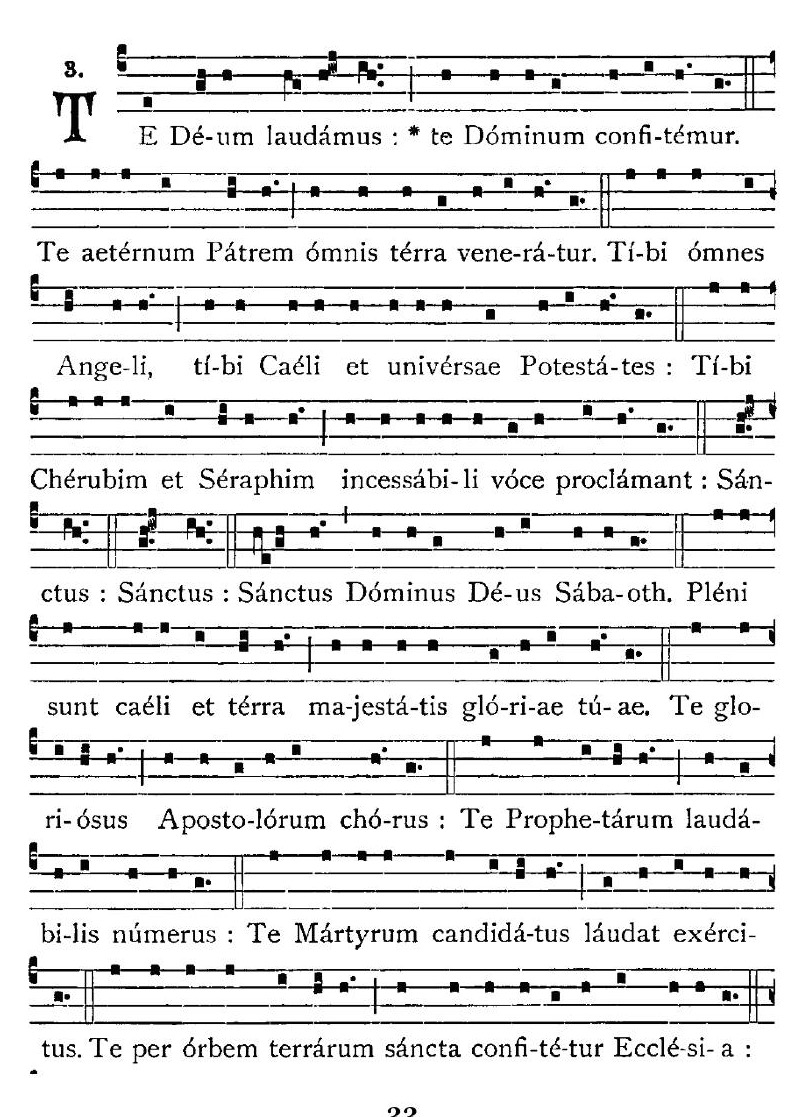 3.
TE Dé-um laudámus : * te Dóminum confi-témur.
Te aetérnum Pátrem ómnis térra vene-rá-tur. Tí-bi ómnes
Ange-li, tí-bi Caéli et univérsae Potestá-tes : Tí-bi
Chérubim et Séraphim incessábi-li vóce proclámant : Sán-
ctus : Sánctus : Sánctus Dóminus Dé-us Sába-oth. Pléni
sunt caéli et térra ma-jestá-tis gló-ri-ae tú-ae. Te glo-
ri-ósus Aposto-lórum chó-rus : Te Prophe-tárum laudá-
bi-lis númerus : Te Mártyrum candidá-tus láudat exérci-
tus. Te per órbem terrárum sáncta confi-té-tur Ecclé-si-a :
33